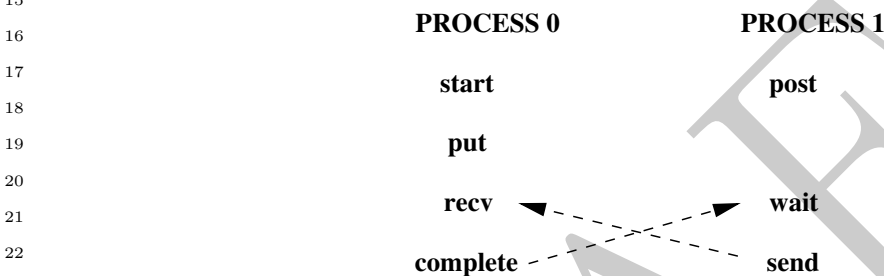 15
PROCESS 0 PROCESS 1
16
17
start post
18
19
put
20
21
recv wait
22
complete send